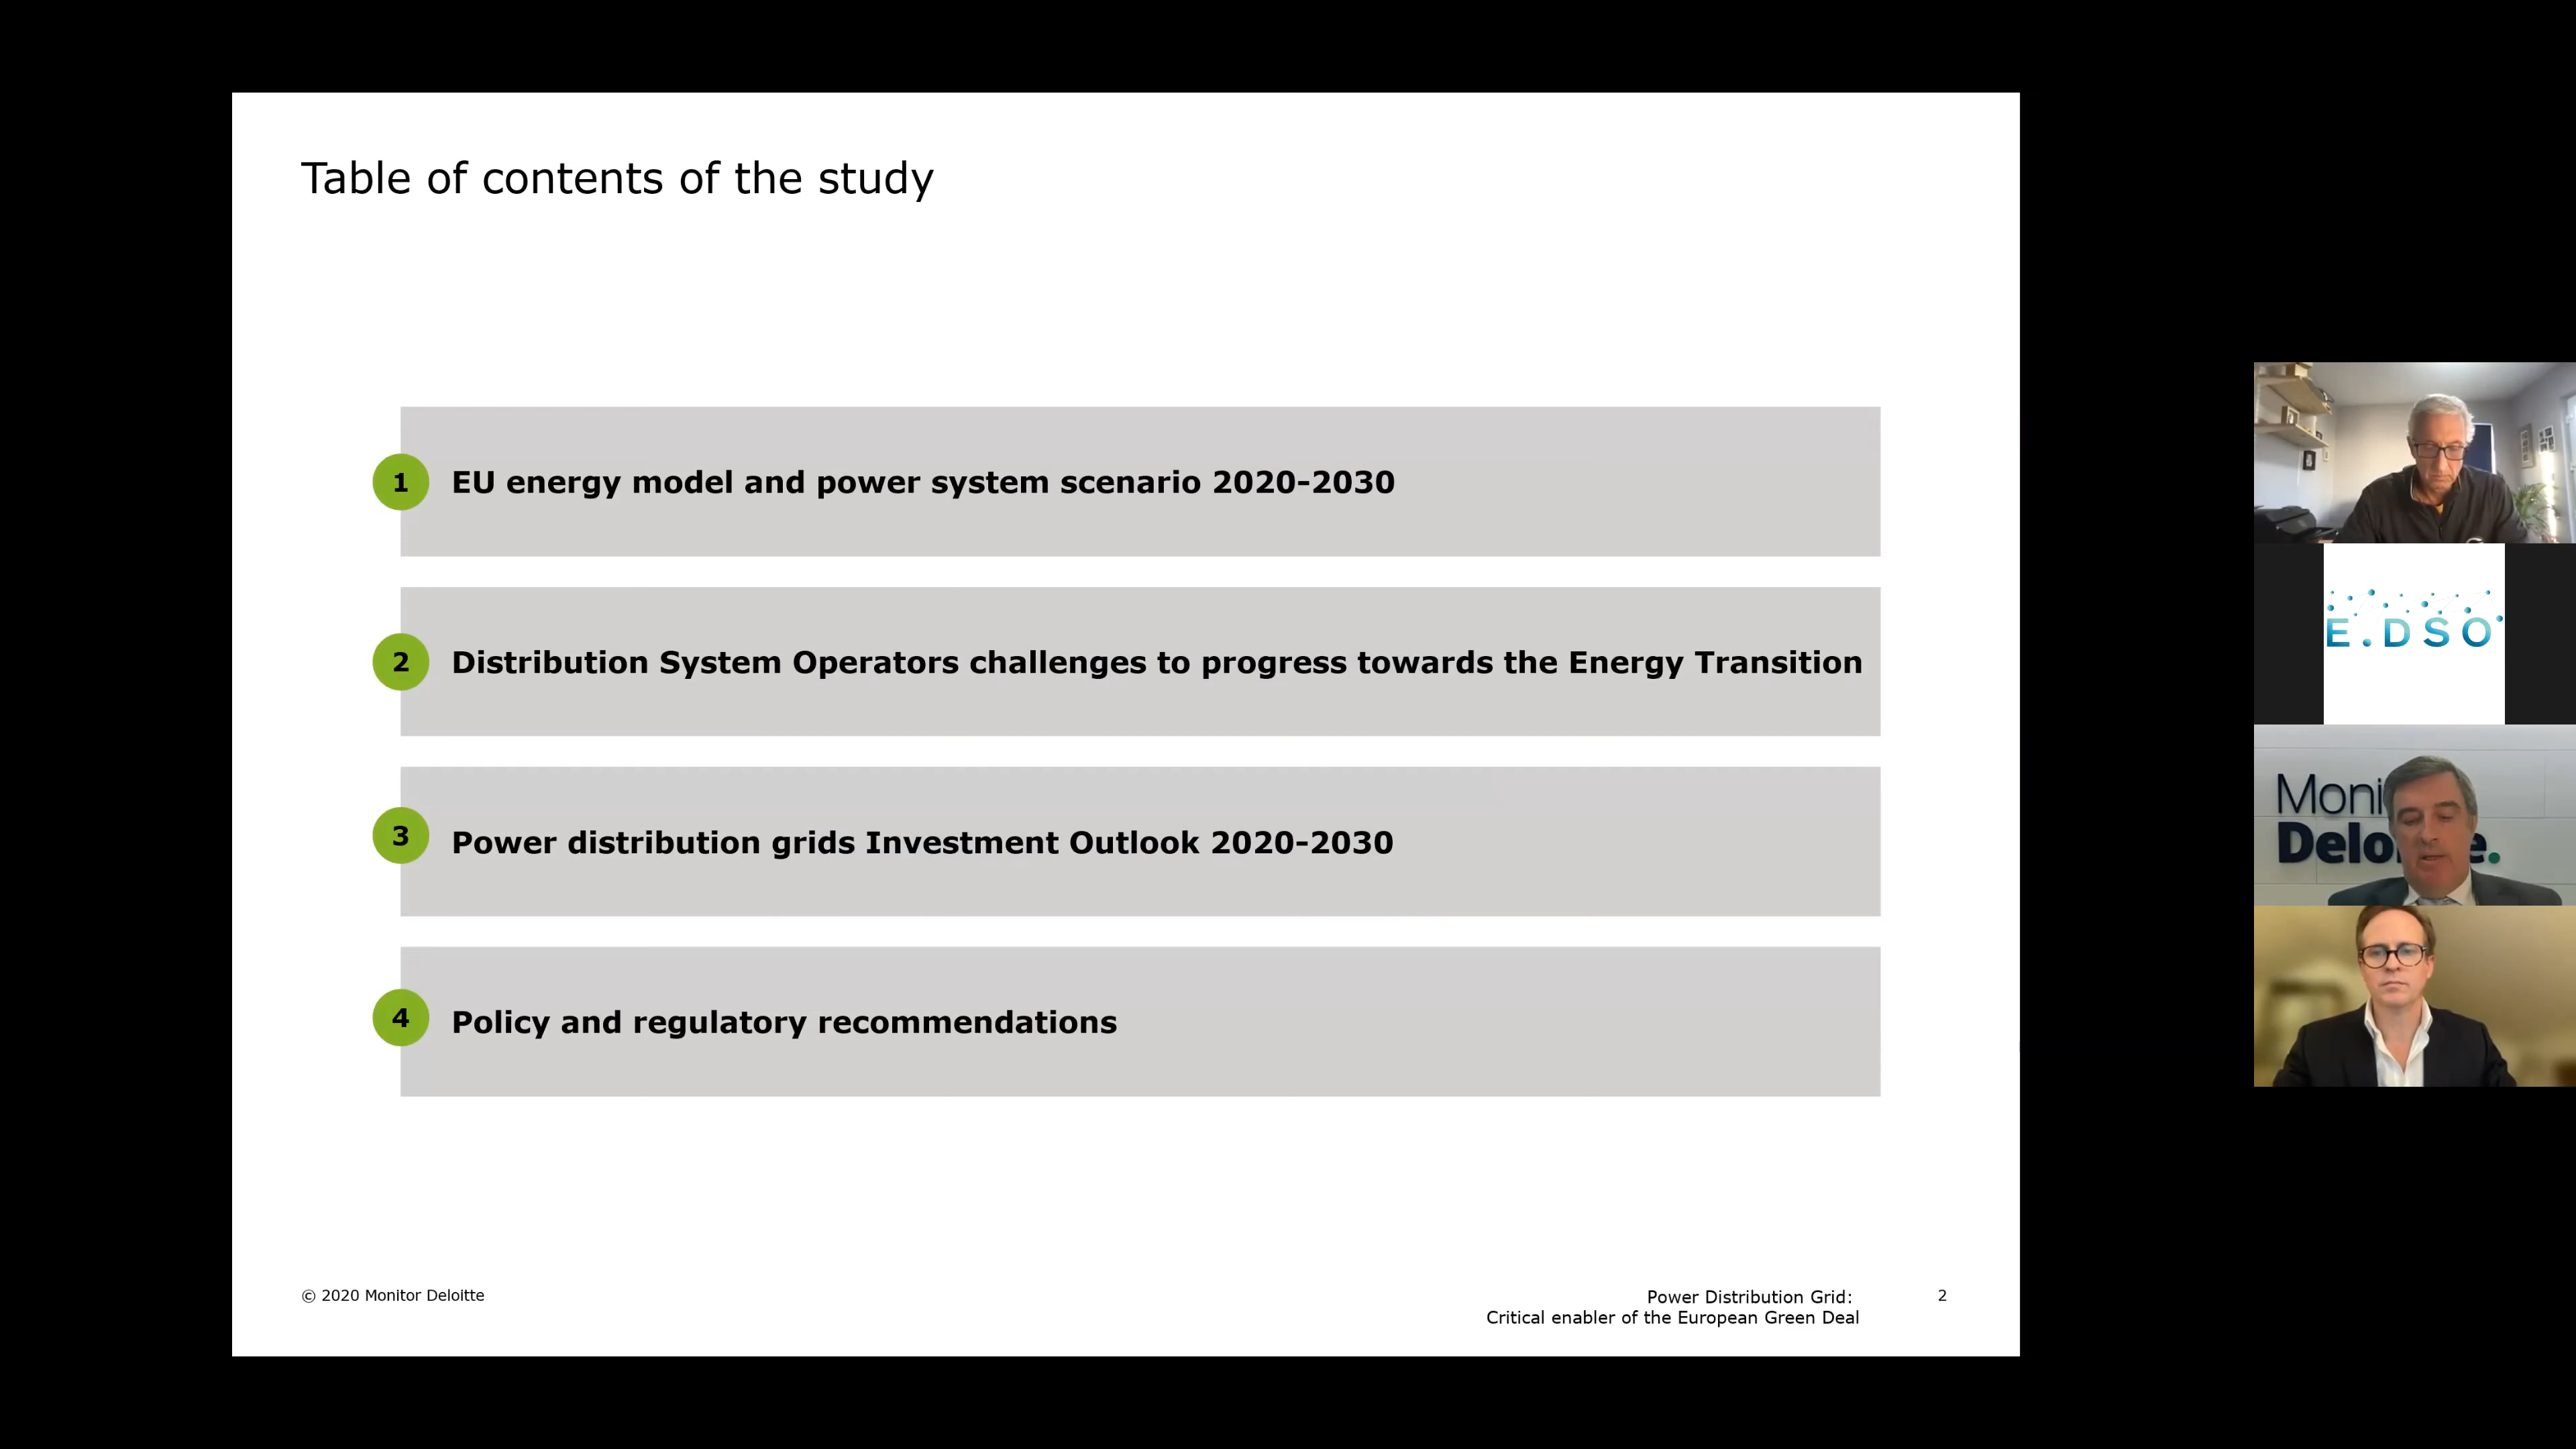 Table of contents of the study
1
EU energy model and power system scenario 2020-2030
2
Distribution System Operators challenges to progress towards the Energy Transition
3
Power distribution grids Investment Outlook 2020-2030
4
Policy and regulatory recommendations
© 2020 Monitor Deloitte
Power Distribution Grid:
Critical enabler of the European Green Deal
2
E.DSO